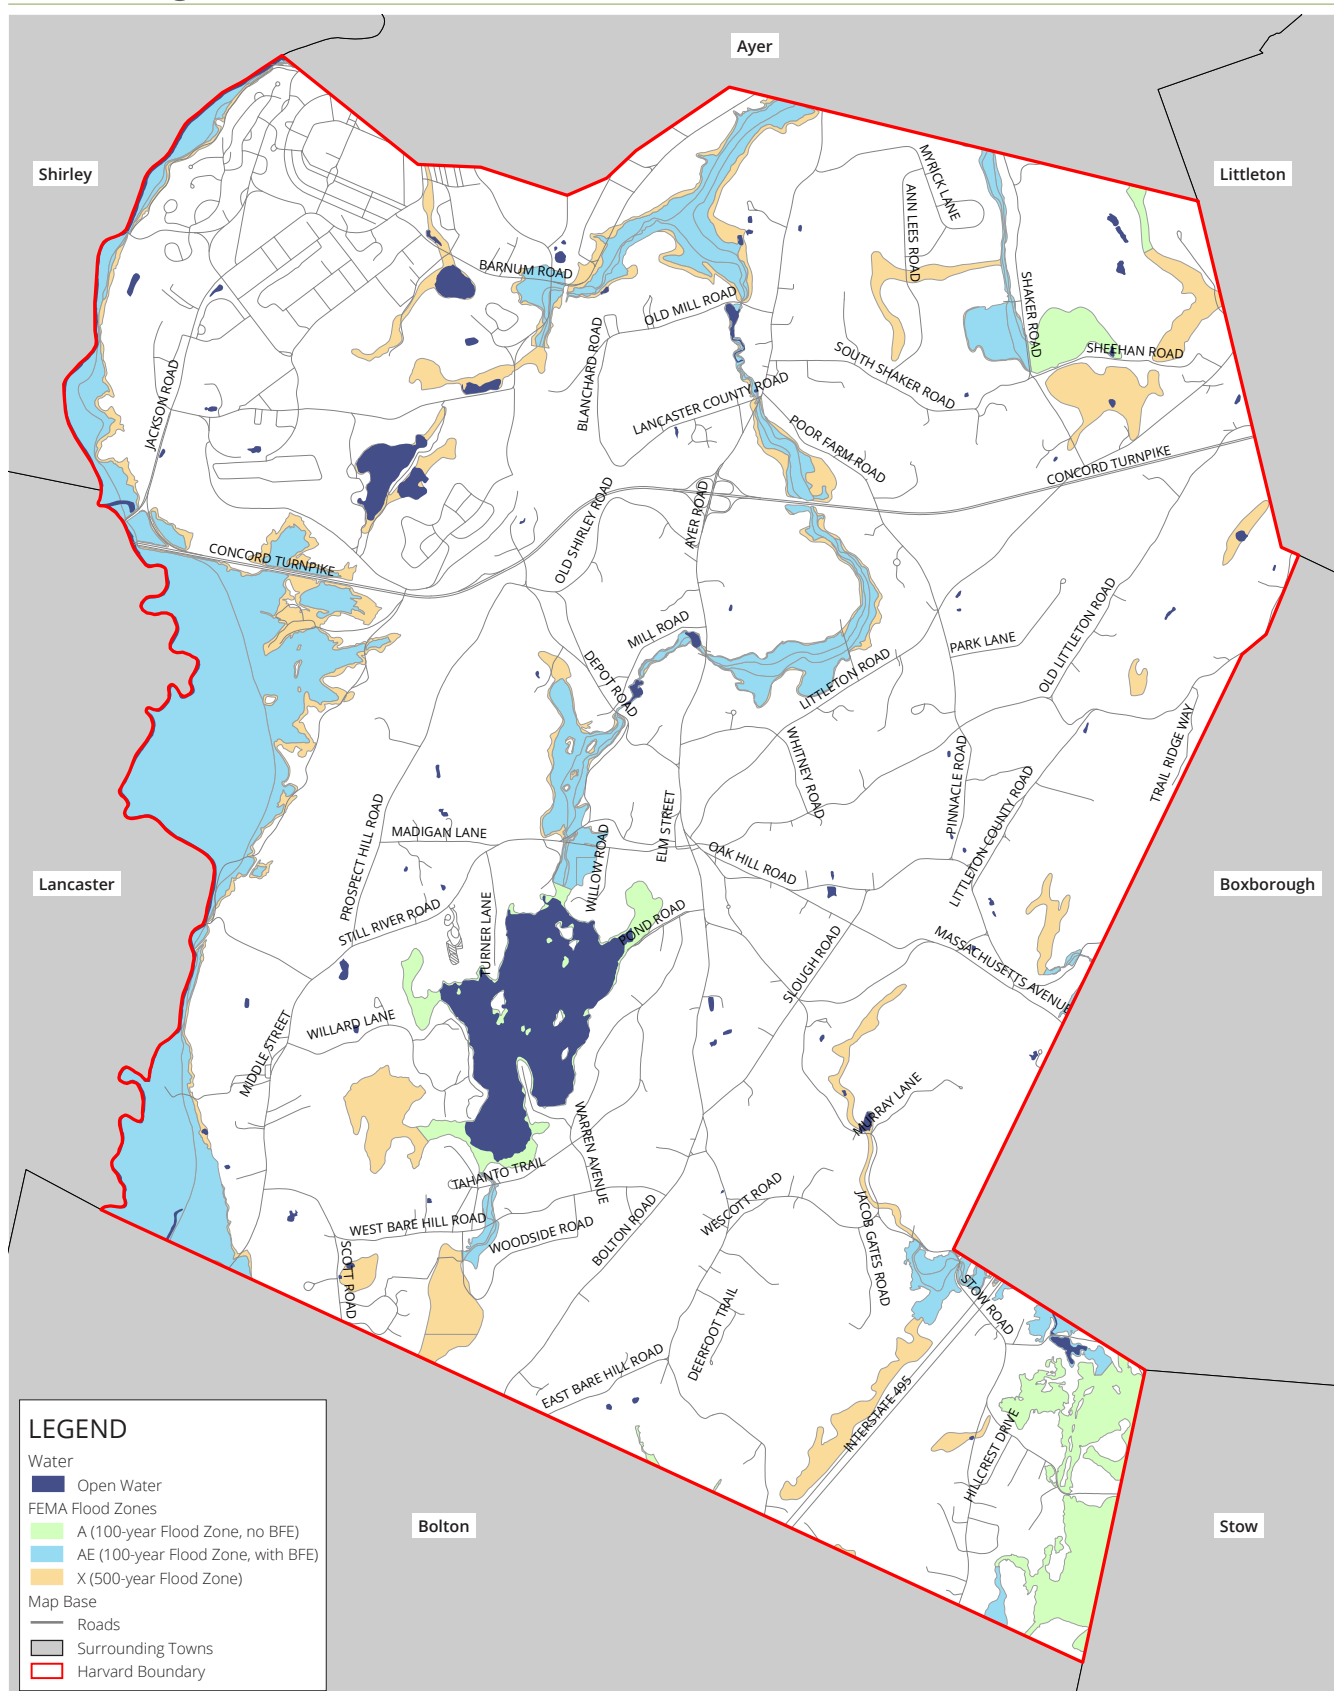 Ayer
Shirley
Littleton
MYRICK LANE
ANN LEES ROAD
BARNUM ROAD
SHAKER ROAD
OLD MILL ROAD
BLANCHARD ROAD
SHEEHAN ROAD
SOUTH SHAKER ROAD
JACKSON ROAD
LANCASTER COUNTY ROAD
POOR FARM ROAD
CONCORD TURNPIKE
OLD SHIRLEY ROAD
AYER ROAD
CONCORD TURNPIKE
MILL ROAD
PARK LANE
OLD LITTLETON ROAD
DEPOT ROAD
LITTLETON ROAD
TRAIL RIDGE WAY
WHITNEY ROAD
PINNACLE ROAD
LITTLETON COUNTY ROAD
PROSPECT HILL ROAD
MADIGAN LANE
ELM STREET
WILLOW ROAD
OAK HILL ROAD
Lancaster
Boxborough
STILL RIVER ROAD
TURNER LANE
POND ROAD
SLOUGH ROAD
MASSACHUSETTS AVENUE
WILLARD LANE
MIDDLE STREET
MURRAY LANE
WARREN AVENUE
TAHANTO TRAIL
WEST BARE HILL ROAD
WOODSIDE ROAD
BOLTON ROAD
WESCOTT ROAD
JACOB GATES ROAD
SCOTT ROAD
STOW ROAD
DEERFOOT TRAIL
EAST BARE HILL ROAD
INTERSTATE 495
HILLCREST DRIVE
Bolton
Stow
LEGEND
Water
Open Water
FEMA Flood Zones
A (100-year Flood Zone, no BFE)
AE (100-year Flood Zone, with BFE)
X (500-year Flood Zone)
Map Base
Roads
Surrounding Towns
Harvard Boundary